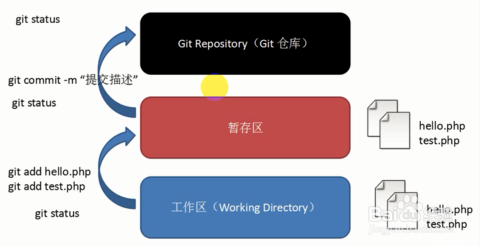 git status
Git Repository（Git 仓库）
git commit -m “提交描述”
git status
暂存区
hello.php
test.php
git add hello.php
git add test.php
git status
工作区（Working Directory）
hello.php
test.php